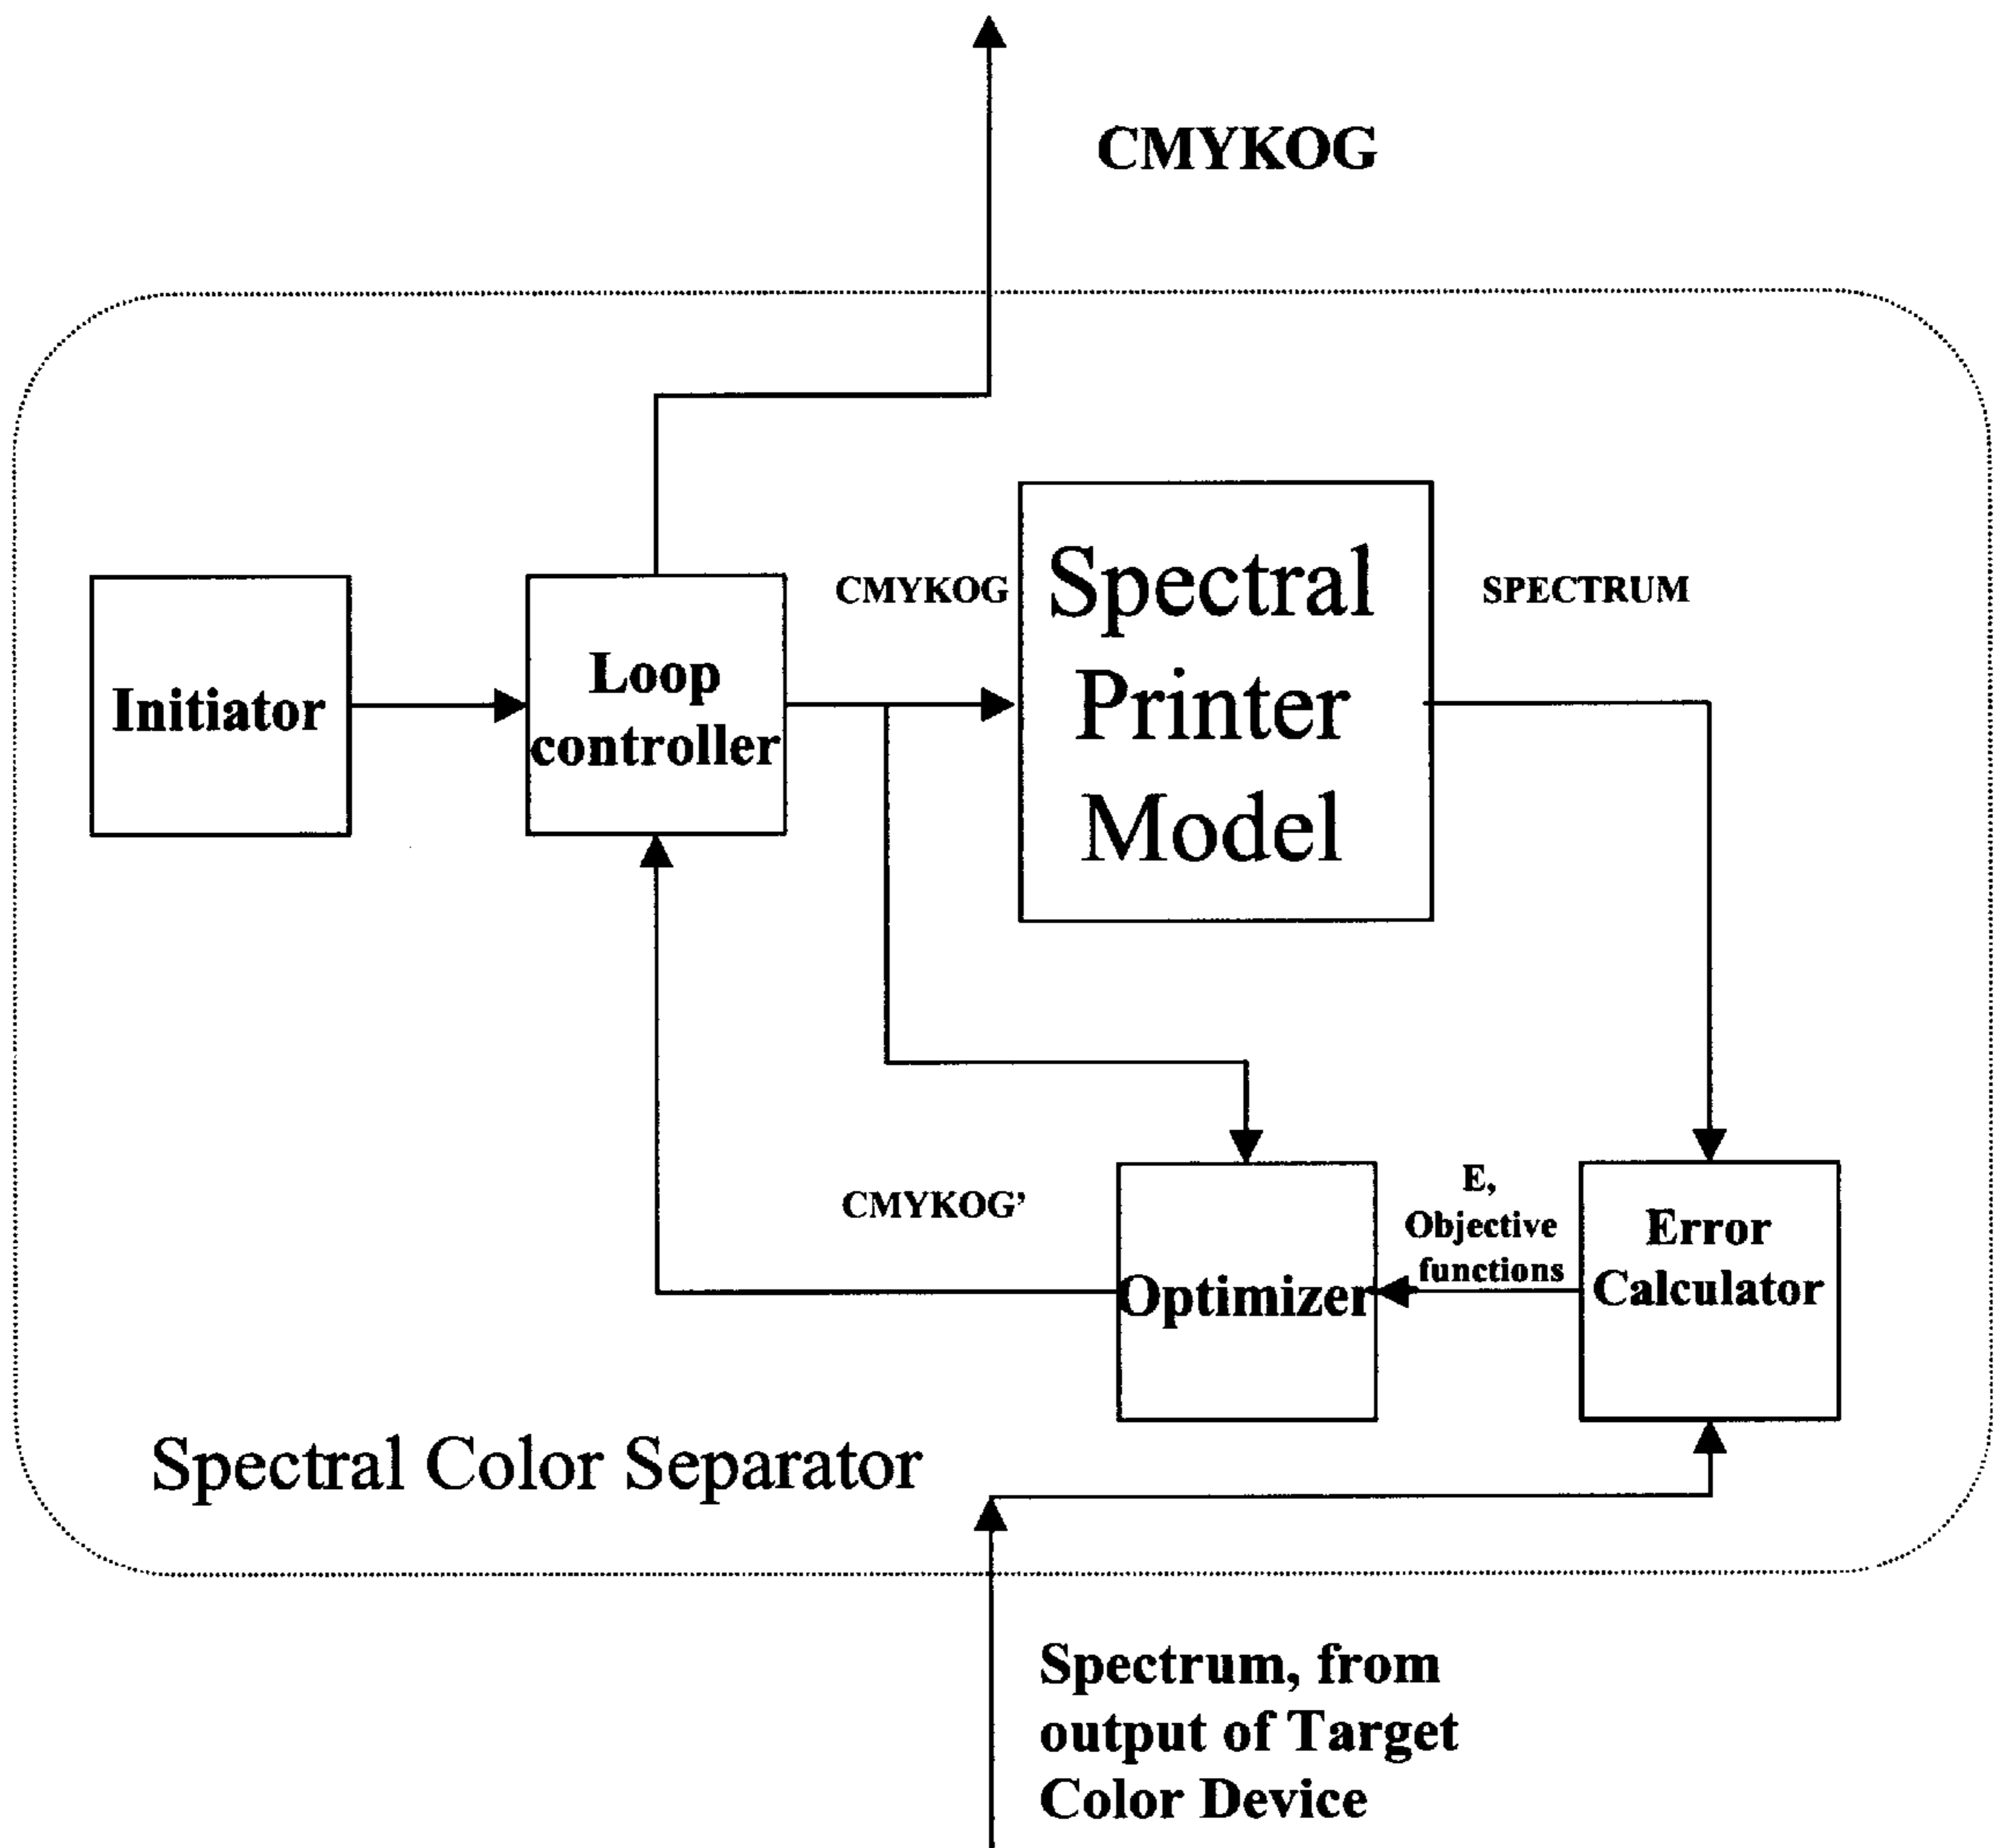 CMYKOG
Initiator
Loop
controller
CMYKOG
Spectral
Printer
Model
SPECTRUM
CMYKOG’
Optimizer
E,
Objective
functions
Error
Calculator
Spectral Color Separator
Spectrum, from
output of Target
Color Device